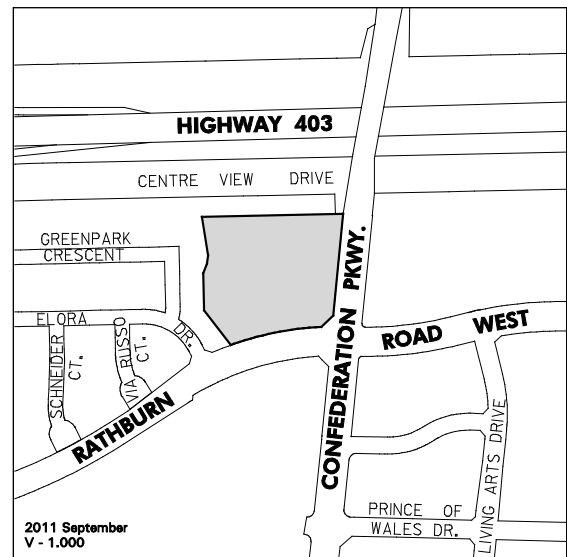 HIGHWAY 403
CENTRE VIEW DRIVE
GREENPARK
CRESCENT
CONFEDERATION PKWY.
ELORA DR.
SCHNEIDER CT.
VIA RUSSO CT.
RATHBURN ROAD WEST
LIVING ARTS DRIVE
PRINCE OF
WALES DR.
2011 September
V - 1.000